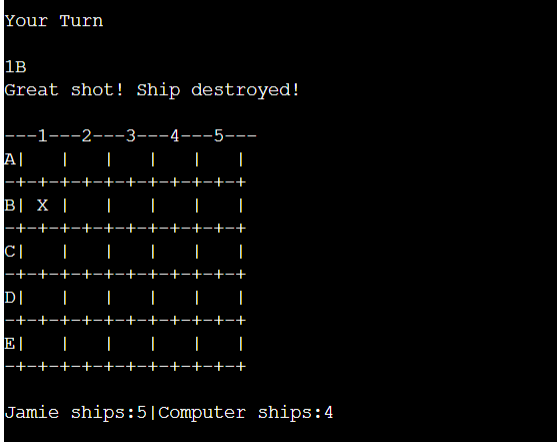 Your Turn
1B
Great shot! Ship destroyed!
---1---2---3---4---5---
A|   |   |   |   |   |
-+-+-+-+-+-+-+-+-+-+-+
B| X |   |   |   |   |
-+-+-+-+-+-+-+-+-+-+-+
C|   |   |   |   |   |
-+-+-+-+-+-+-+-+-+-+-+
D|   |   |   |   |   |
-+-+-+-+-+-+-+-+-+-+-+
E|   |   |   |   |   |
-+-+-+-+-+-+-+-+-+-+-+
Jamie ships:5|Computer ships:4